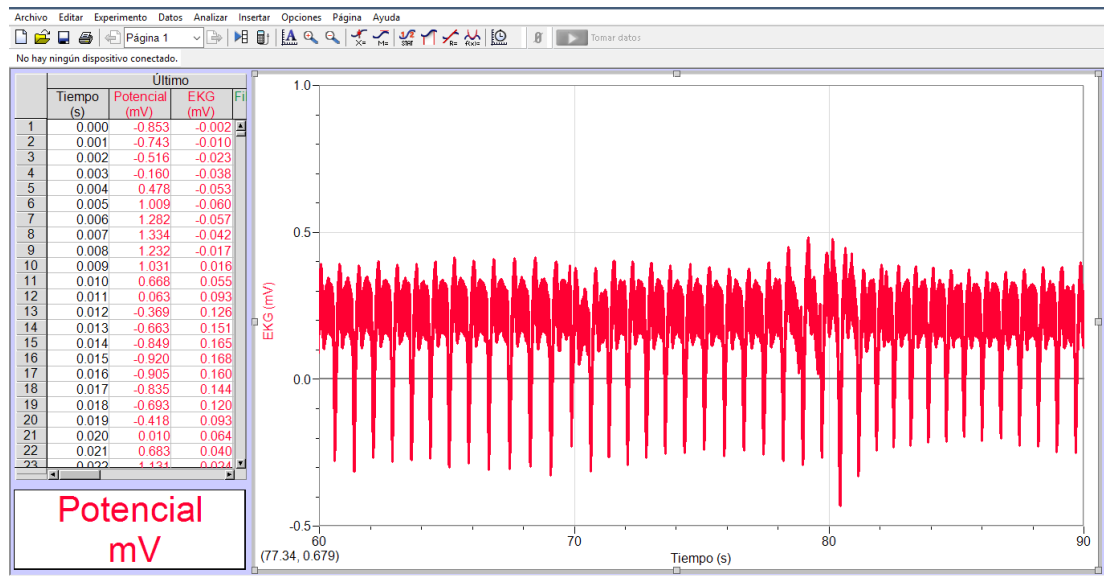 Archivo Editar Experimento Datos Analizar Insertar Opciones Página Ayuda
Página 1
X= M= STAT R= f(x)= Tomar datos
No hay ningún dispositivo conectado.
Último
Tiempo Potencial EKG Fi
(s) (mV) (mV)
1 0.000 -0.853 -0.002
2 0.001 -0.743 -0.010
3 0.002 -0.516 -0.023
4 0.003 -0.160 -0.038
5 0.004 0.478 -0.053
6 0.005 1.009 -0.060
7 0.006 1.282 -0.057
8 0.007 1.334 -0.042
9 0.008 1.232 -0.017
10 0.009 1.031 0.016
11 0.010 0.668 0.055
12 0.011 0.063 0.093
13 0.012 -0.369 0.126
14 0.013 -0.663 0.151
15 0.014 -0.849 0.165
16 0.015 -0.920 0.168
17 0.016 -0.905 0.160
18 0.017 -0.835 0.144
19 0.018 -0.693 0.120
20 0.019 -0.418 0.093
21 0.020 0.010 0.064
22 0.021 0.683 0.040
23 0.022 1.131 0.024
Potencial
mV
1.0
0.5
0.0
-0.5
EKG (mV)
60 70 80 90
(77.34, 0.679)
Tiempo (s)